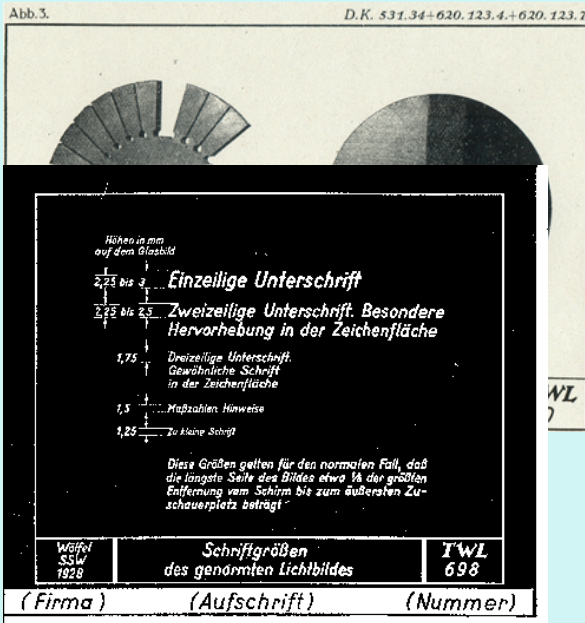 Abb.3.
D.K. 531.34+620.123.4.+620.123.7
Höhen in mm
auf dem Glasbild
2,25 bis 3 Einzeilige Unterschrift
2,25 bis 2,5 Zweizeilige Unterschrift. Besondere
Hervorhebung in der Zeichenfläche
1,75 Dreizeilige Unterschrift.
Gewöhnliche Schrift
in der Zeichenfläche
1,5 Maßzahlen Hinweise
1,25 Zu kleine Schrift
Diese Größen gelten für den normalen Fall, daß
die längste Seite des Bildes etwa 1/6 der größten
Entfernung vom Schirm bis zum äußersten Zu-
schauerplatz beträgt
TWL
Wölfel
SSW
1928
Schriftgrößen
des genormten Lichtbildes
TWL
698
(Firma) (Aufschrift) (Nummer)